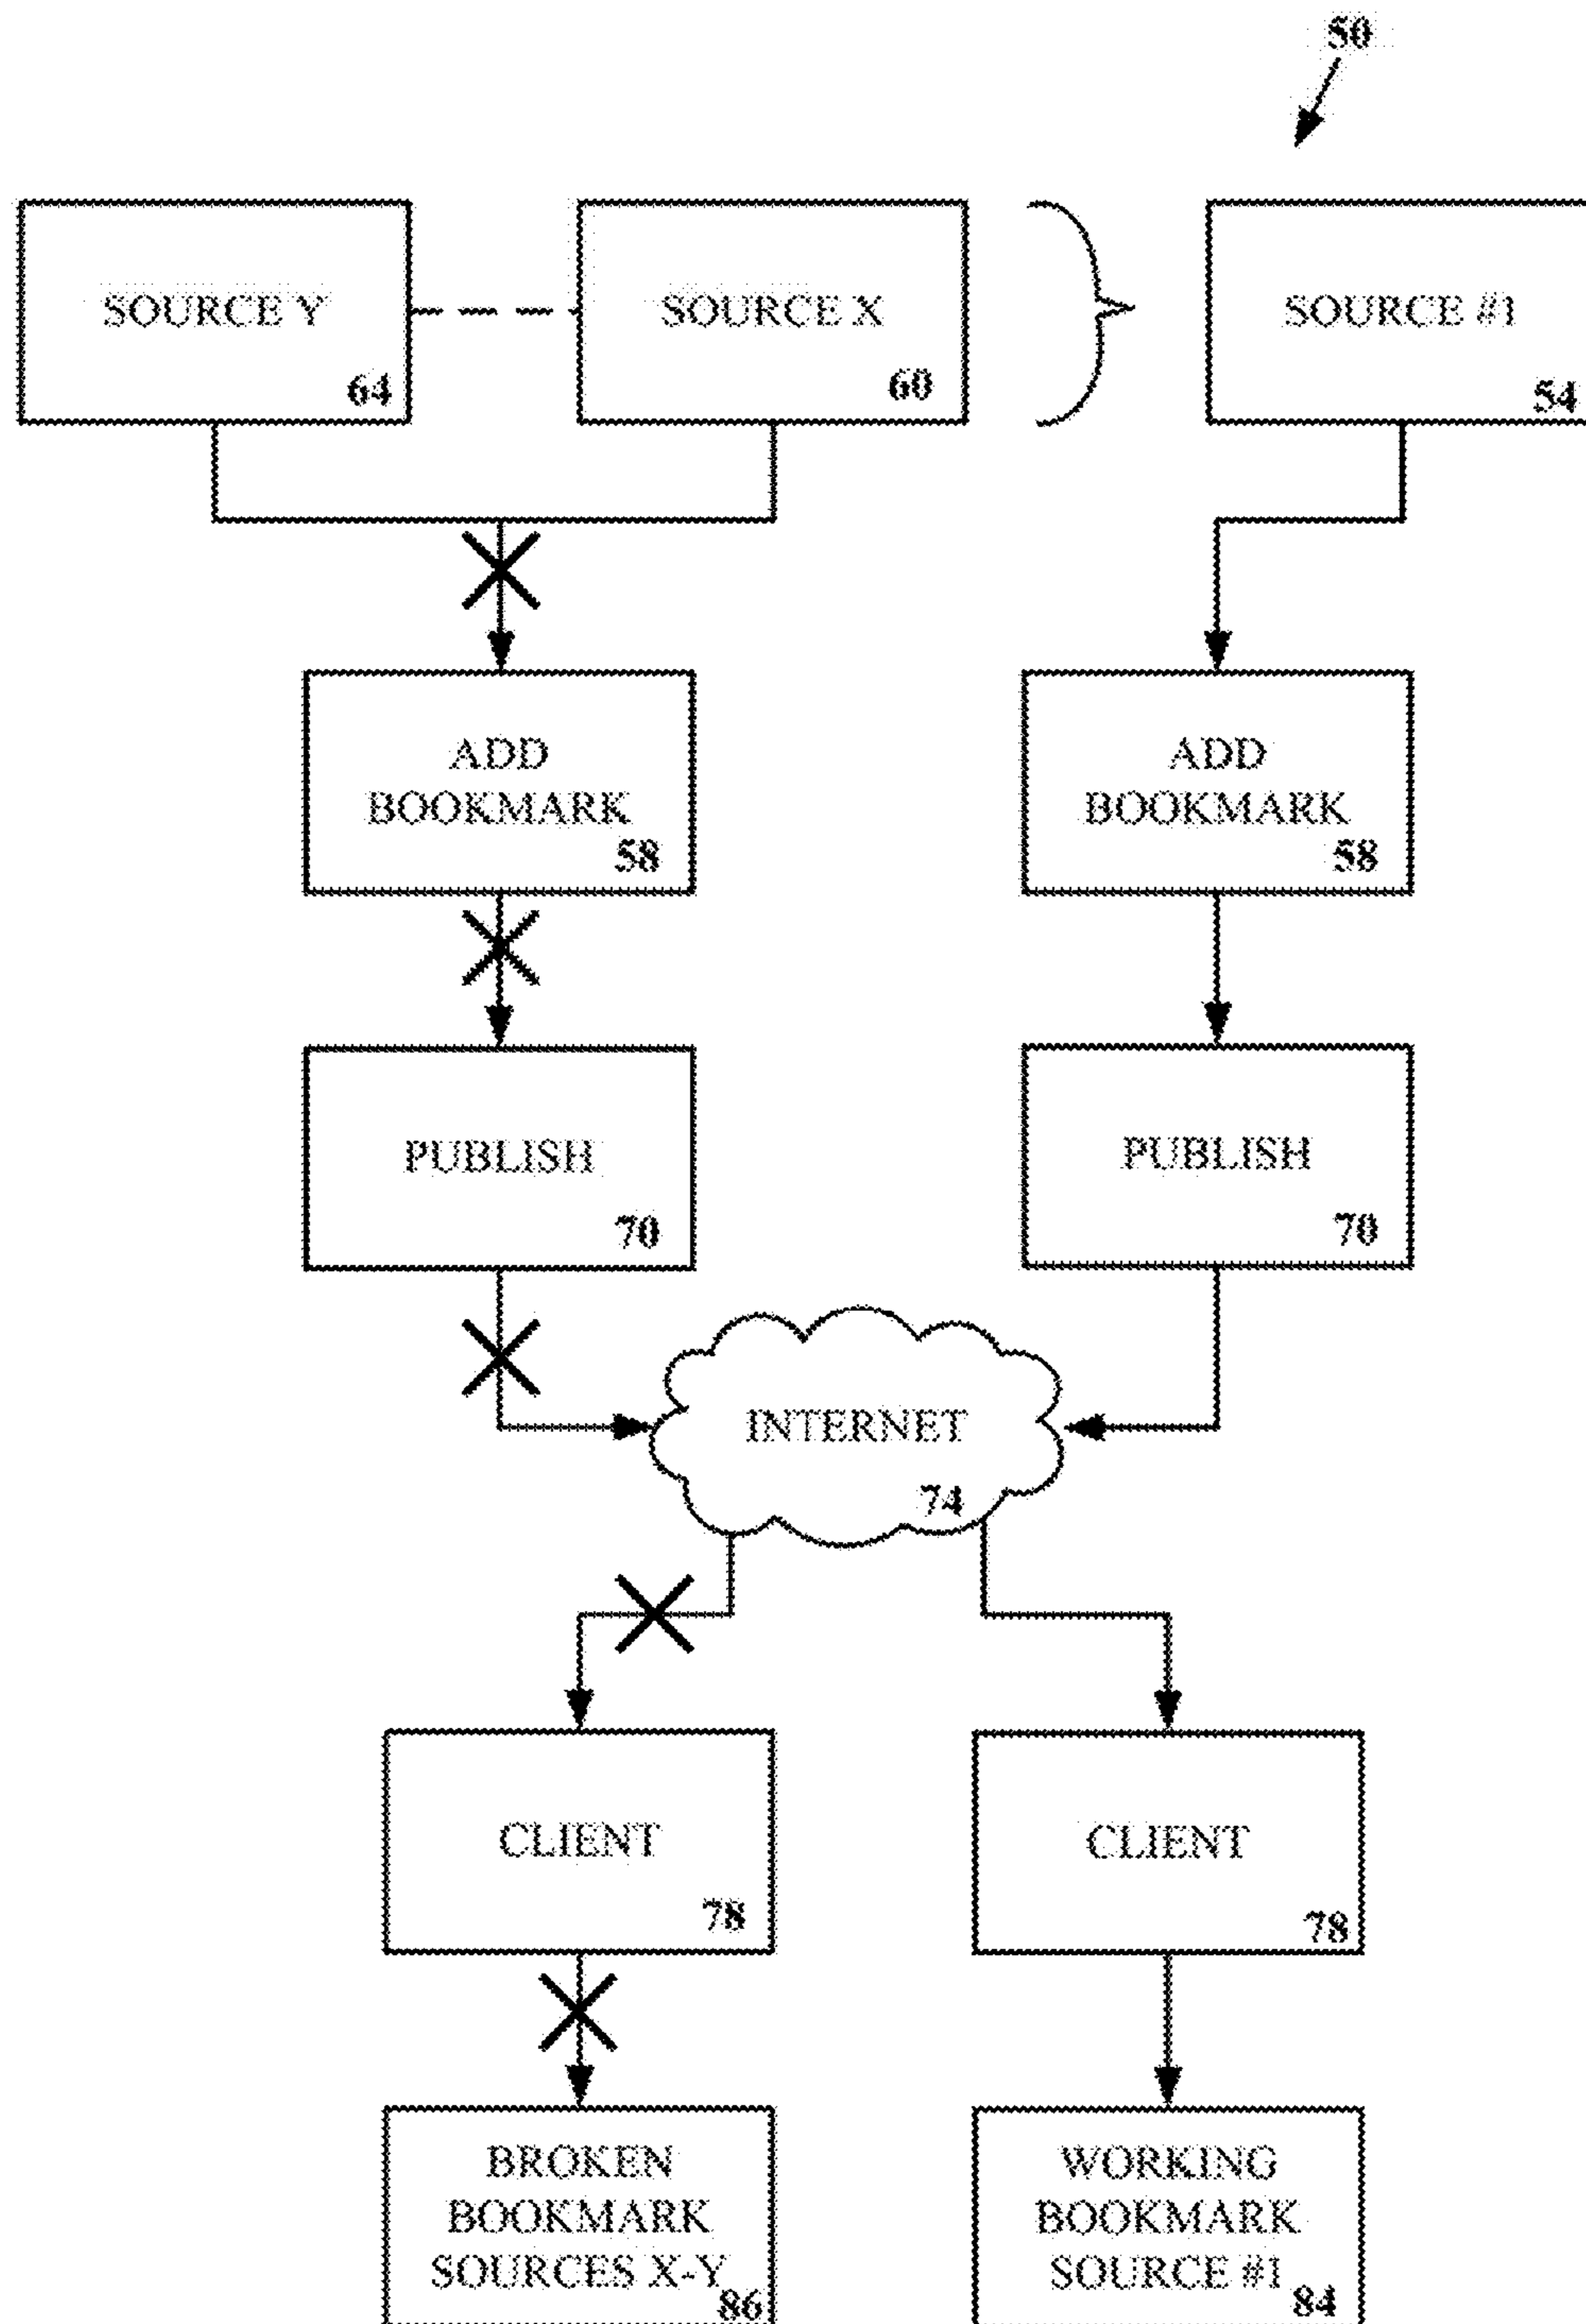 50
SOURCE Y
64
SOURCE X
60
SOURCE #1
54
ADD
BOOKMARK
58
ADD
BOOKMARK
58
PUBLISH
70
PUBLISH
70
INTERNET
74
CLIENT
78
CLIENT
78
BROKEN
BOOKMARK
SOURCES X-Y
86
WORKING
BOOKMARK
SOURCE #1
84